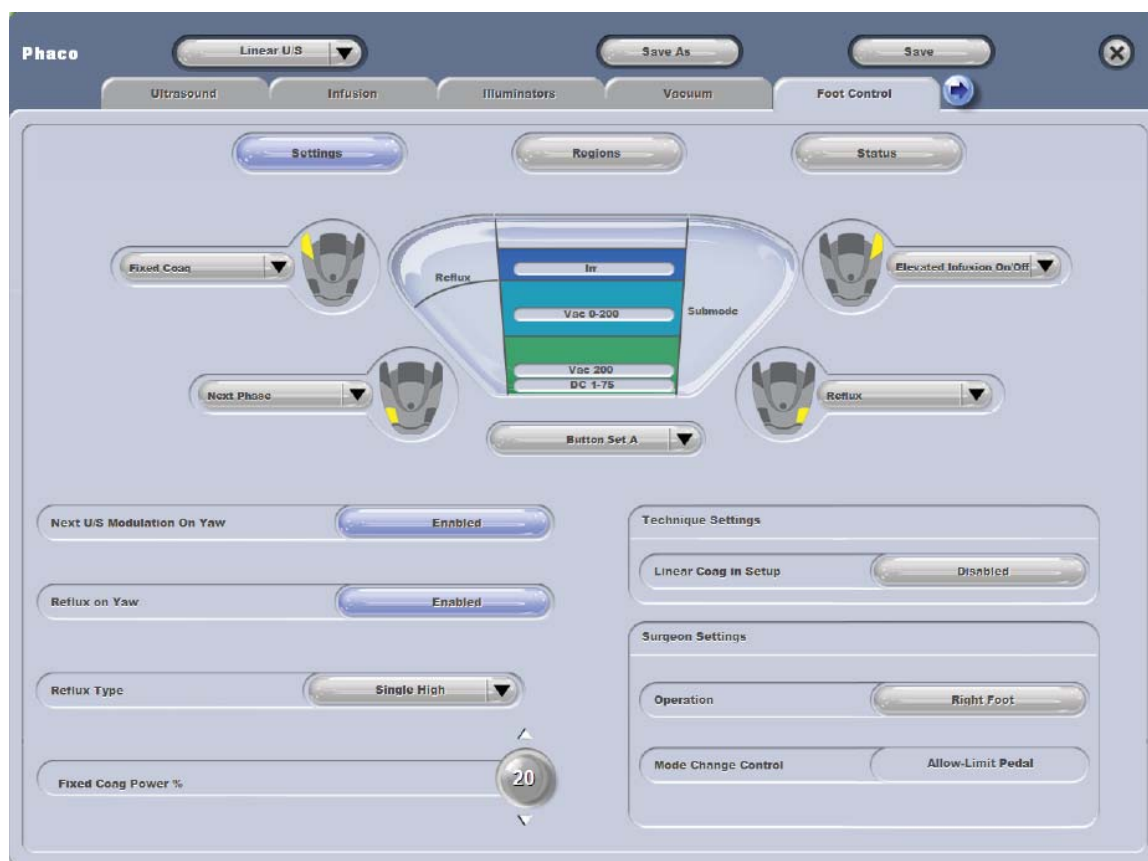 Phaco
Linear U/S
Save As
Save
Ultrasound
Infusion
Illuminators
Vacuum
Foot Control
Settings
Regions
Status
Fixed Coag
Elevated Infusion On/Off
Reflux
Irr
Vac 0-200
Submode
Vac 200
DC 1-75
Next Phase
Reflux
Button Set A
Next U/S Modulation On Yaw
Enabled
Reflux on Yaw
Enabled
Reflux Type
Single High
Fixed Coag Power %
20
Technique Settings
Linear Coag in Setup
Disabled
Surgeon Settings
Operation
Right Foot
Mode Change Control
Allow-Limit Pedal